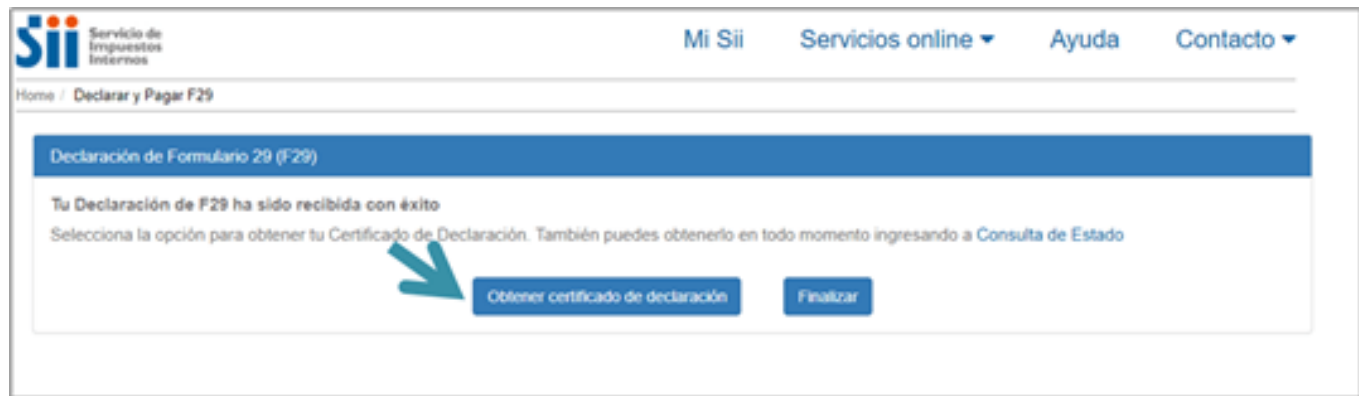 Sii Servicio de
Impuestos
Internos
Mi Sii Servicios online Ayuda Contacto
Home / Declarar y Pagar F29
Declaración de Formulario 29 (F29)
Tu Declaración de F29 ha sido recibida con éxito
Selecciona la opción para obtener tu Certificado de Declaración. También puedes obtenerlo en todo momento ingresando a Consulta de Estado
Obtener certificado de declaración Finalizar